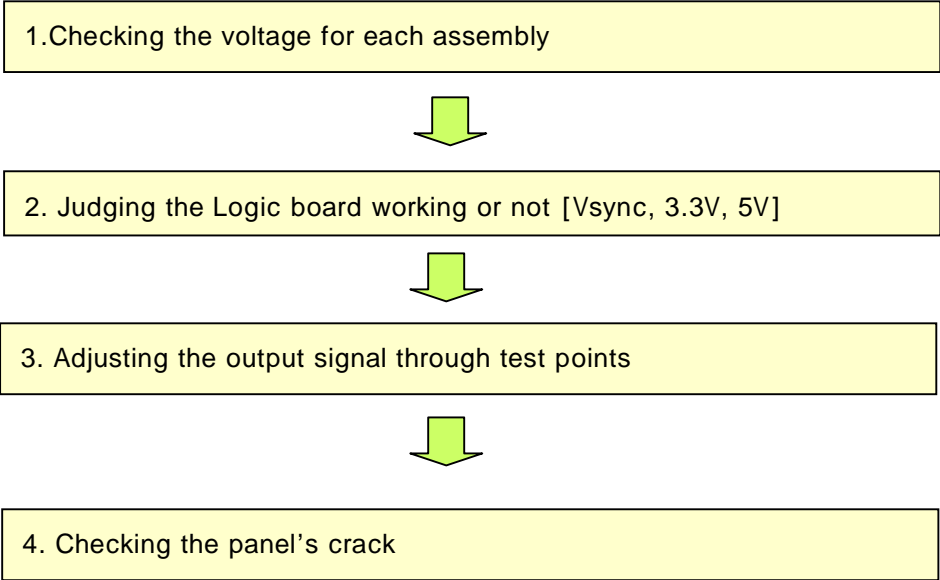 1.Checking the voltage for each assembly
2. Judging the Logic board working or not [Vsync, 3.3V, 5V]
3. Adjusting the output signal through test points
4. Checking the panel’s crack